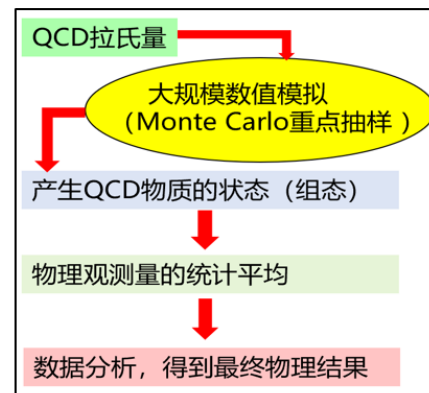 QCD拉氏量
大规模数值模拟
（Monte Carlo重点抽样 ）
产生QCD物质的状态（组态）
物理观测量的统计平均
数据分析，得到最终物理结果